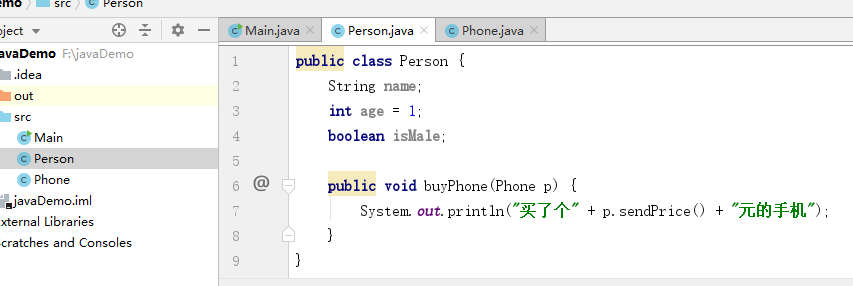 emo
src
Person
oject
Main.java
Person.java
Phone.java
javaDemo F:\javaDemo
.idea
out
src
Main
Person
Phone
javaDemo.iml
xternal Libraries
cratches and Consoles
1 public class Person {
2 String name;
3 int age = 1;
4 boolean isMale;
5
6 @ public void buyPhone(Phone p) {
7 System.out.println("买了个" + p.sendPrice() + "元的手机");
8 }
9 }